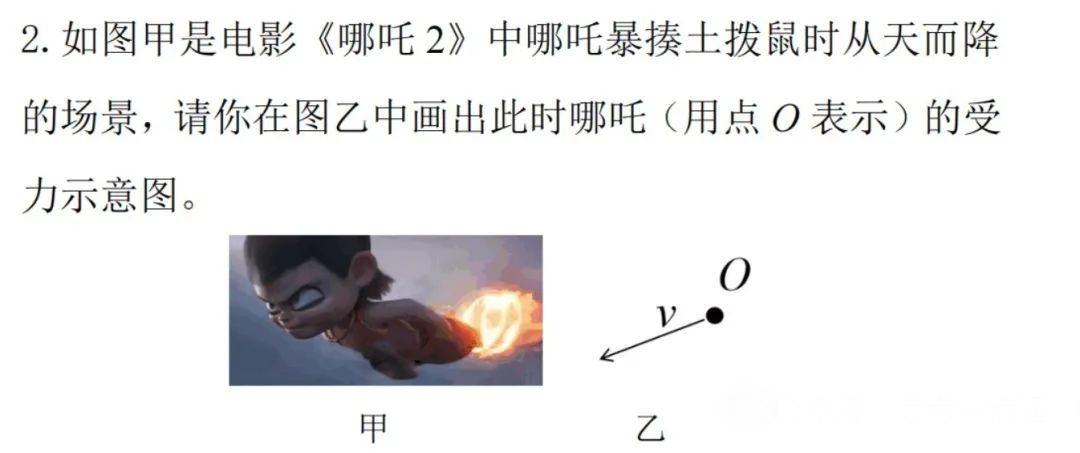 2. 如图甲是电影《哪吒 2》中哪吒暴揍土拨鼠时从天而降
的场景，请你在图乙中画出此时哪吒（用点 O 表示）的受
力示意图。
O
v
甲
乙